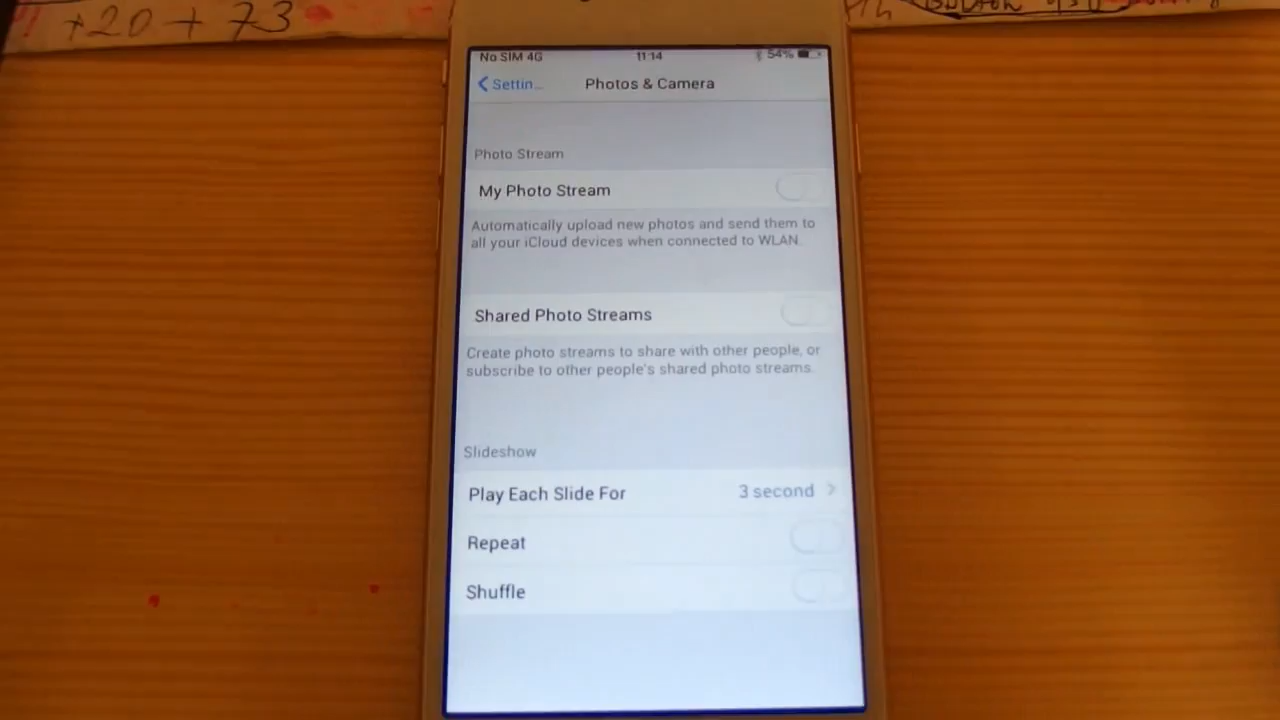 +20 + 73
No SIM 4G 11:14 54%
Settin... Photos & Camera
Photo Stream
My Photo Stream
Automatically upload new photos and send them to
all your iCloud devices when connected to WLAN.
Shared Photo Streams
Create photo streams to share with other people, or
subscribe to other people's shared photo streams.
Slideshow
Play Each Slide For 3 second
Repeat
Shuffle